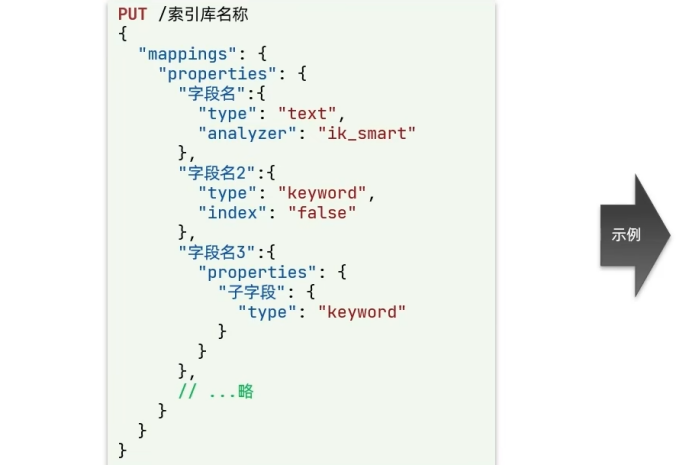 PUT /索引库名称
{
  "mappings": {
    "properties": {
      "字段名":{
        "type": "text",
        "analyzer": "ik_smart"
      },
      "字段名2":{
        "type": "keyword",
        "index": "false"
      },
      "字段名3":{
        "properties": {
          "子字段": {
            "type": "keyword"
          }
        }
      },
      // ...略
    }
  }
}
示例